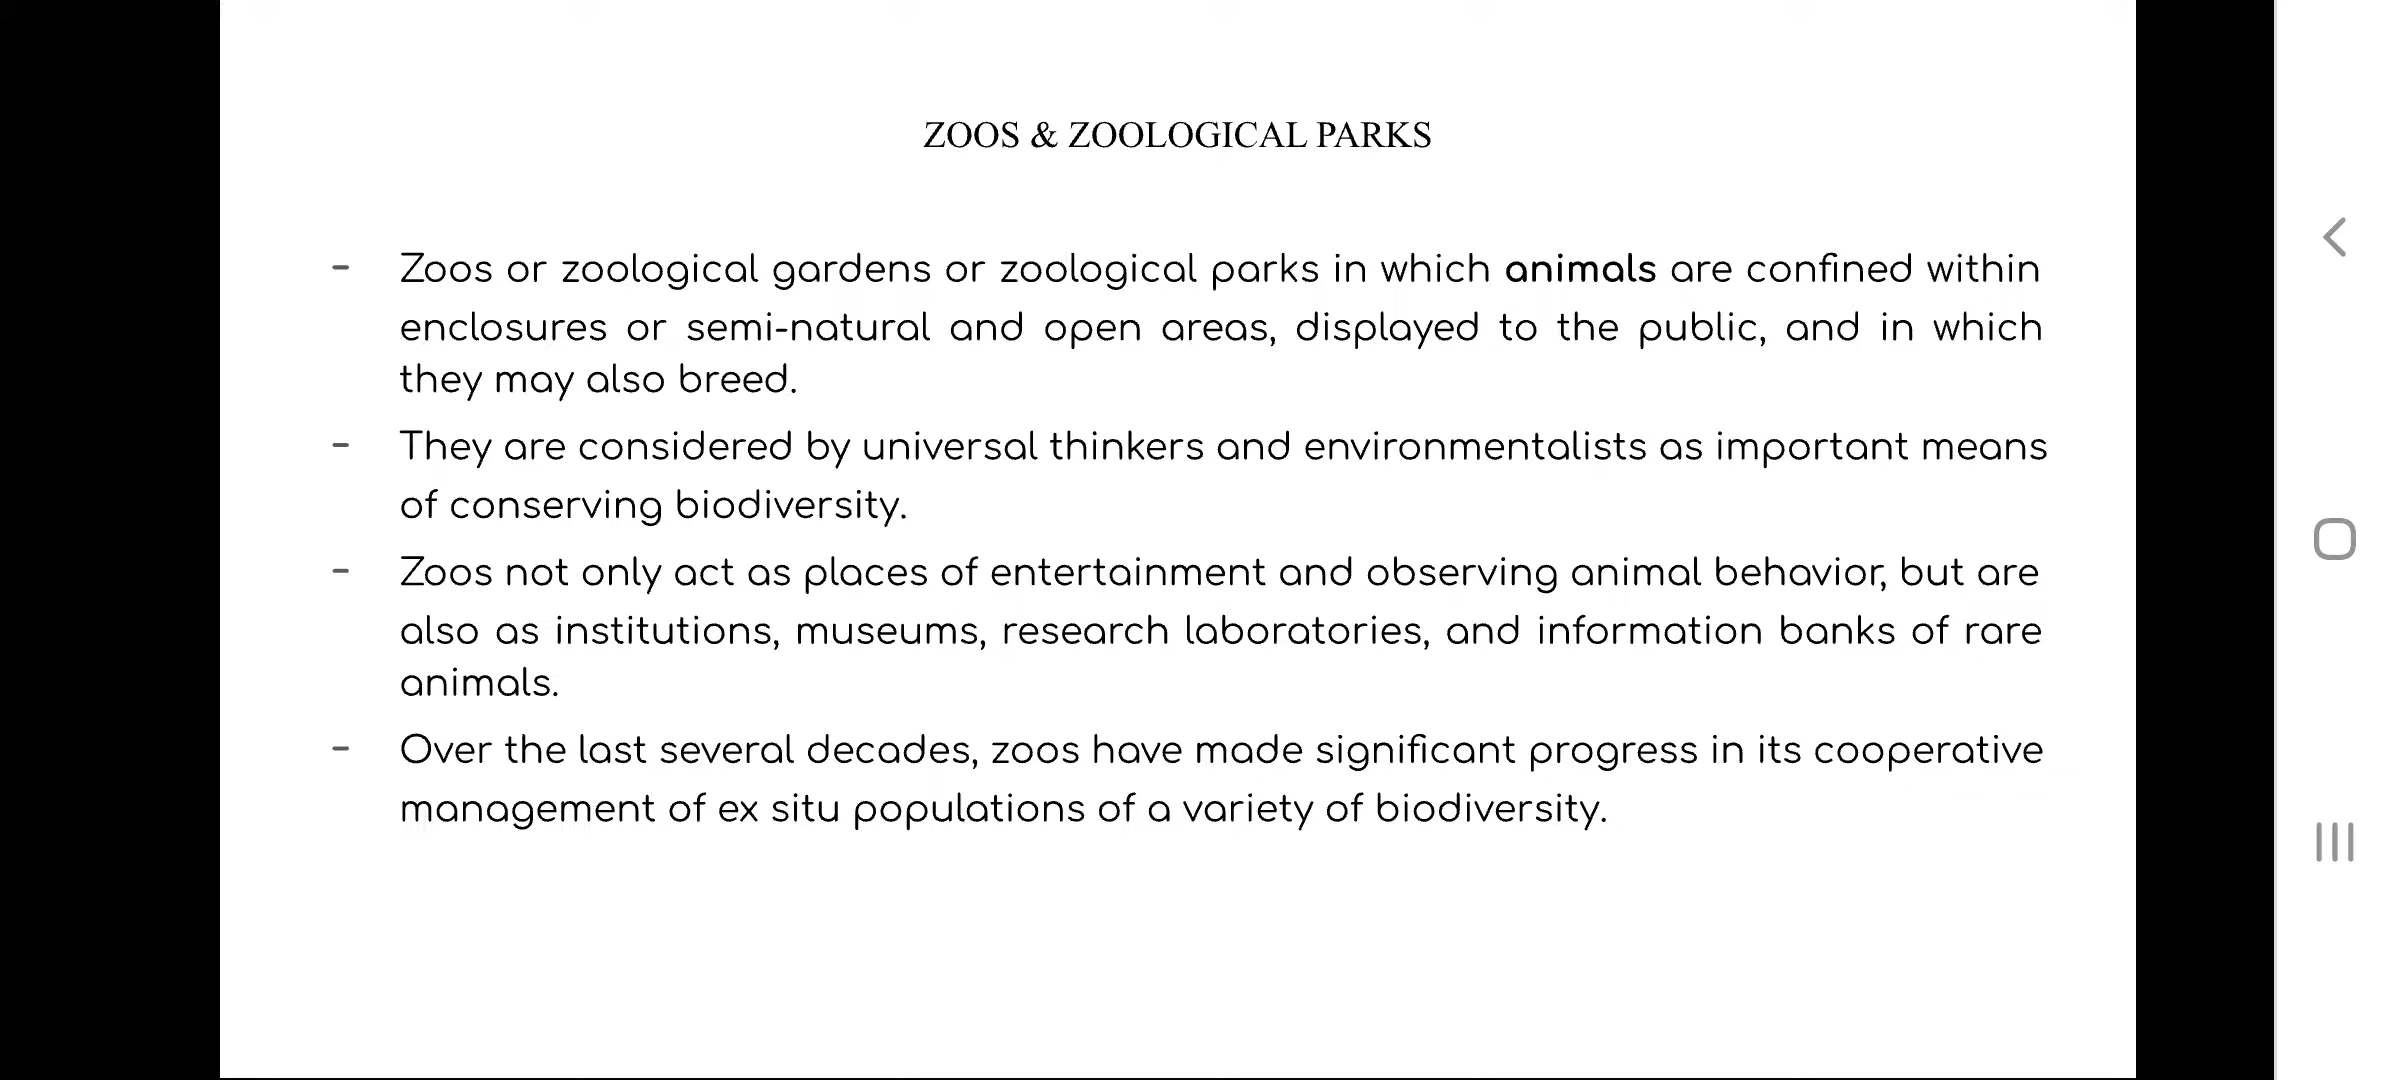 ZOOS & ZOOLOGICAL PARKS
- Zoos or zoological gardens or zoological parks in which animals are confined within
enclosures or semi-natural and open areas, displayed to the public, and in which
they may also breed.
- They are considered by universal thinkers and environmentalists as important means
of conserving biodiversity.
- Zoos not only act as places of entertainment and observing animal behavior, but are
also as institutions, museums, research laboratories, and information banks of rare
animals.
- Over the last several decades, zoos have made significant progress in its cooperative
management of ex situ populations of a variety of biodiversity.